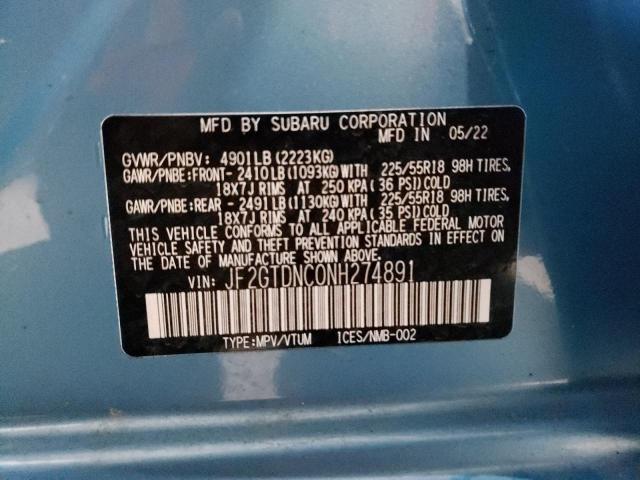 MFD BY SUBARU CORPORATION
MFD IN 05/22
GVWR/PNBV: 4901LB (2223KG)
GAWR/PNBE:FRONT- 2410LB (1093KG)WITH 225/55R18 98H TIRES,
18X7J RIMS AT 250 KPA (36 PSI)COLD
GAWR/PNBE:REAR - 2491LB (1130KG)WITH 225/55R18 98H TIRES,
18X7J RIMS AT 240 KPA (35 PSI)COLD
THIS VEHICLE CONFORMS TO ALL APPLICABLE FEDERAL MOTOR
VEHICLE SAFETY AND THEFT PREVENTION STANDARDS IN EFFECT ON
THE DATE OF MANUFACTURE SHOWN ABOVE.
VIN: JF2GTDNC0NH274891
TYPE:MPV/VTUM ICES/NMB-002